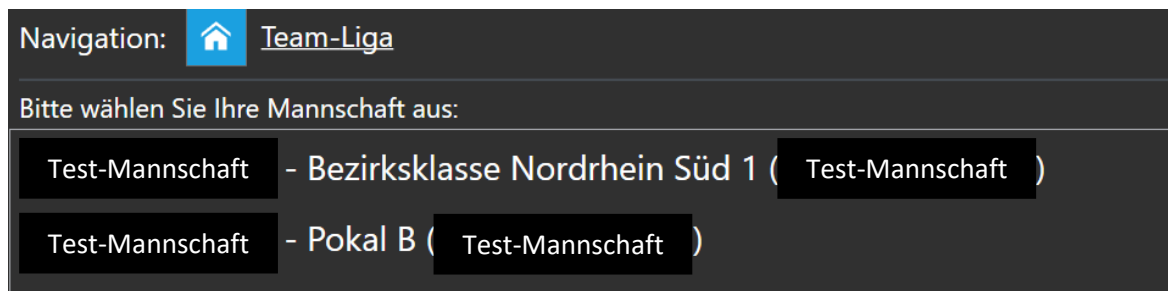 Navigation: Team-Liga
Bitte wählen Sie Ihre Mannschaft aus:
Test-Mannschaft - Bezirksklasse Nordrhein Süd 1 ( Test-Mannschaft )
Test-Mannschaft - Pokal B ( Test-Mannschaft )